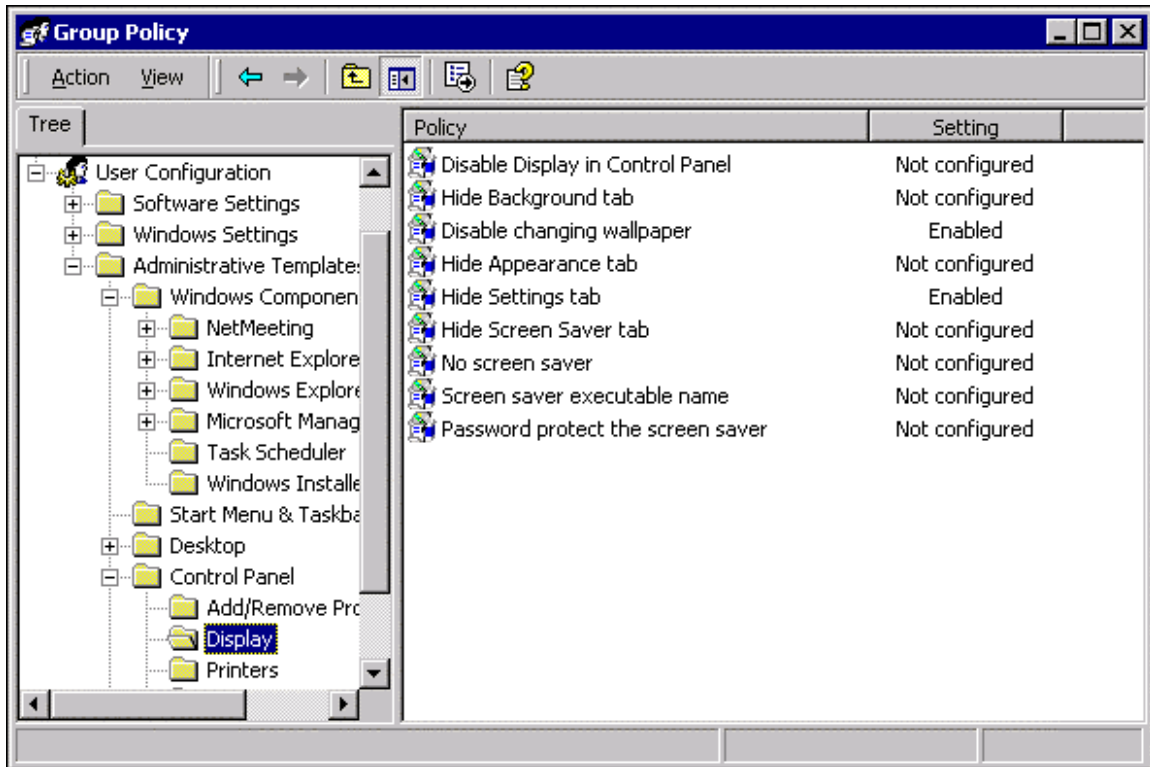 Group Policy
Action View
Tree
User Configuration
Software Settings
Windows Settings
Administrative Templates
Windows Componen
NetMeeting
Internet Explore
Windows Explore
Microsoft Manag
Task Scheduler
Windows Installe
Start Menu & Taskba
Desktop
Control Panel
Add/Remove Pro
Display
Printers
Policy Setting
Disable Display in Control Panel Not configured
Hide Background tab Not configured
Disable changing wallpaper Enabled
Hide Appearance tab Not configured
Hide Settings tab Enabled
Hide Screen Saver tab Not configured
No screen saver Not configured
Screen saver executable name Not configured
Password protect the screen saver Not configured